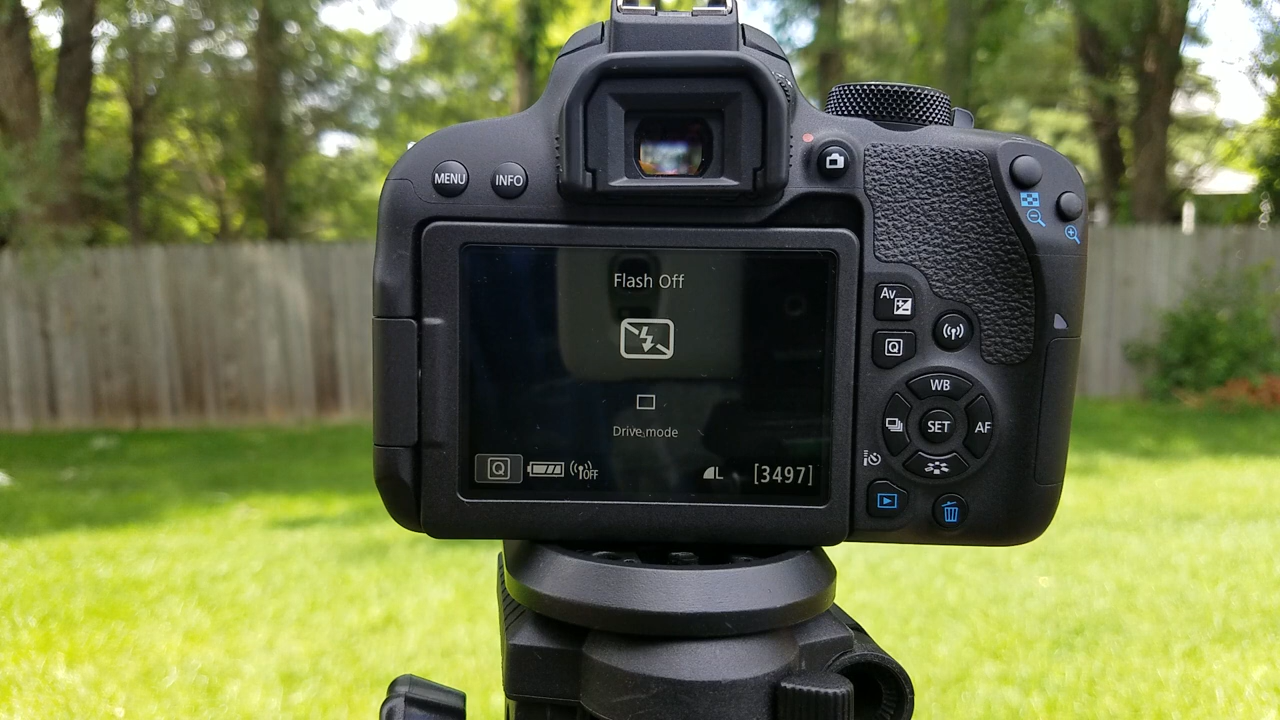 MENU INFO
Flash Off
Drive mode
Q
OFF
L [3497]
Av
Q
WB
SET
AF